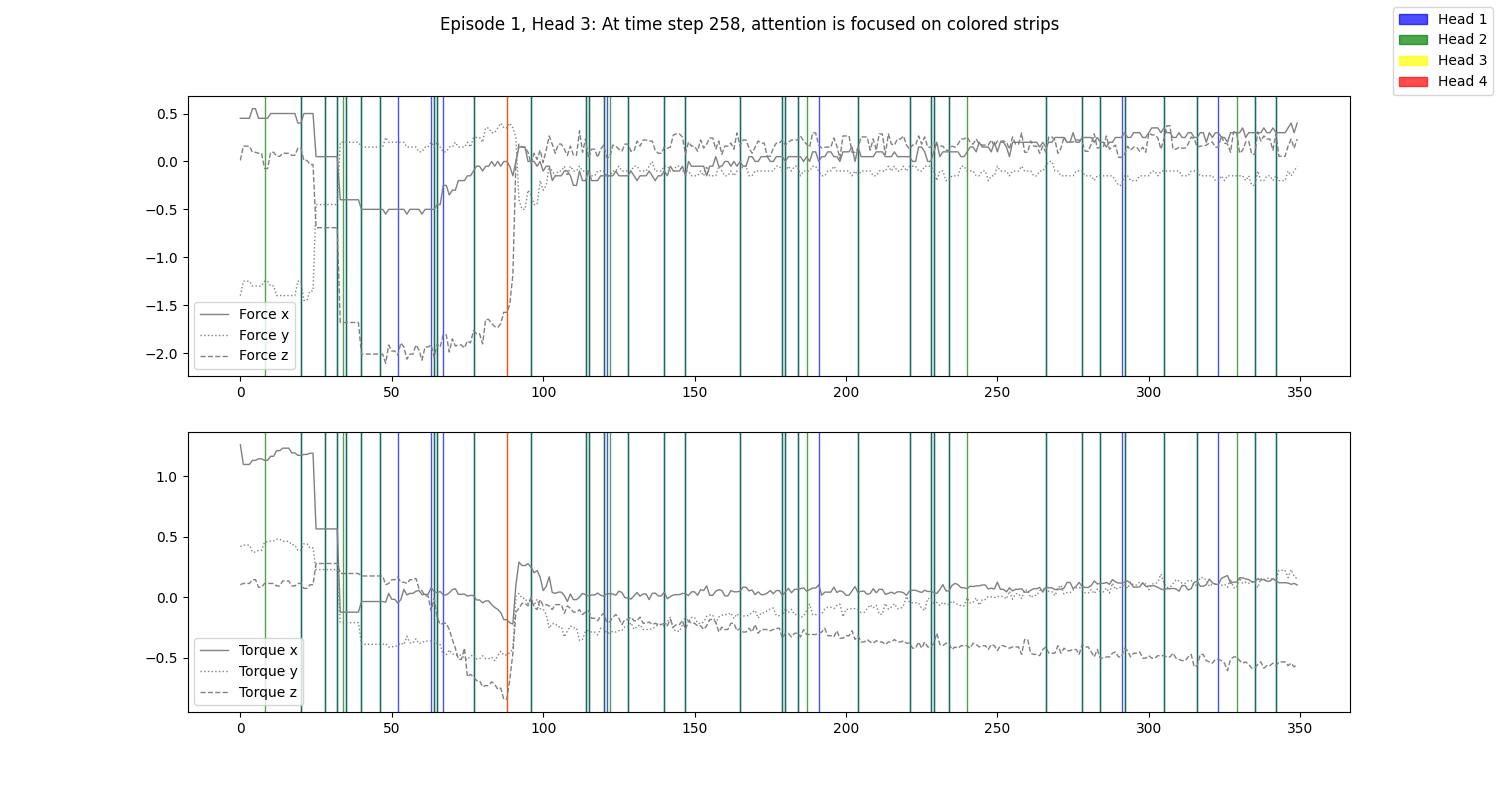 Episode 1, Head 3: At time step 258, attention is focused on colored strips
Head 1
Head 2
Head 3
Head 4
0.5
0.0
−0.5
−1.0
−1.5
−2.0
Force x
Force y
Force z
0 50 100 150 200 250 300 350
1.0
0.5
0.0
−0.5
Torque x
Torque y
Torque z
0 50 100 150 200 250 300 350